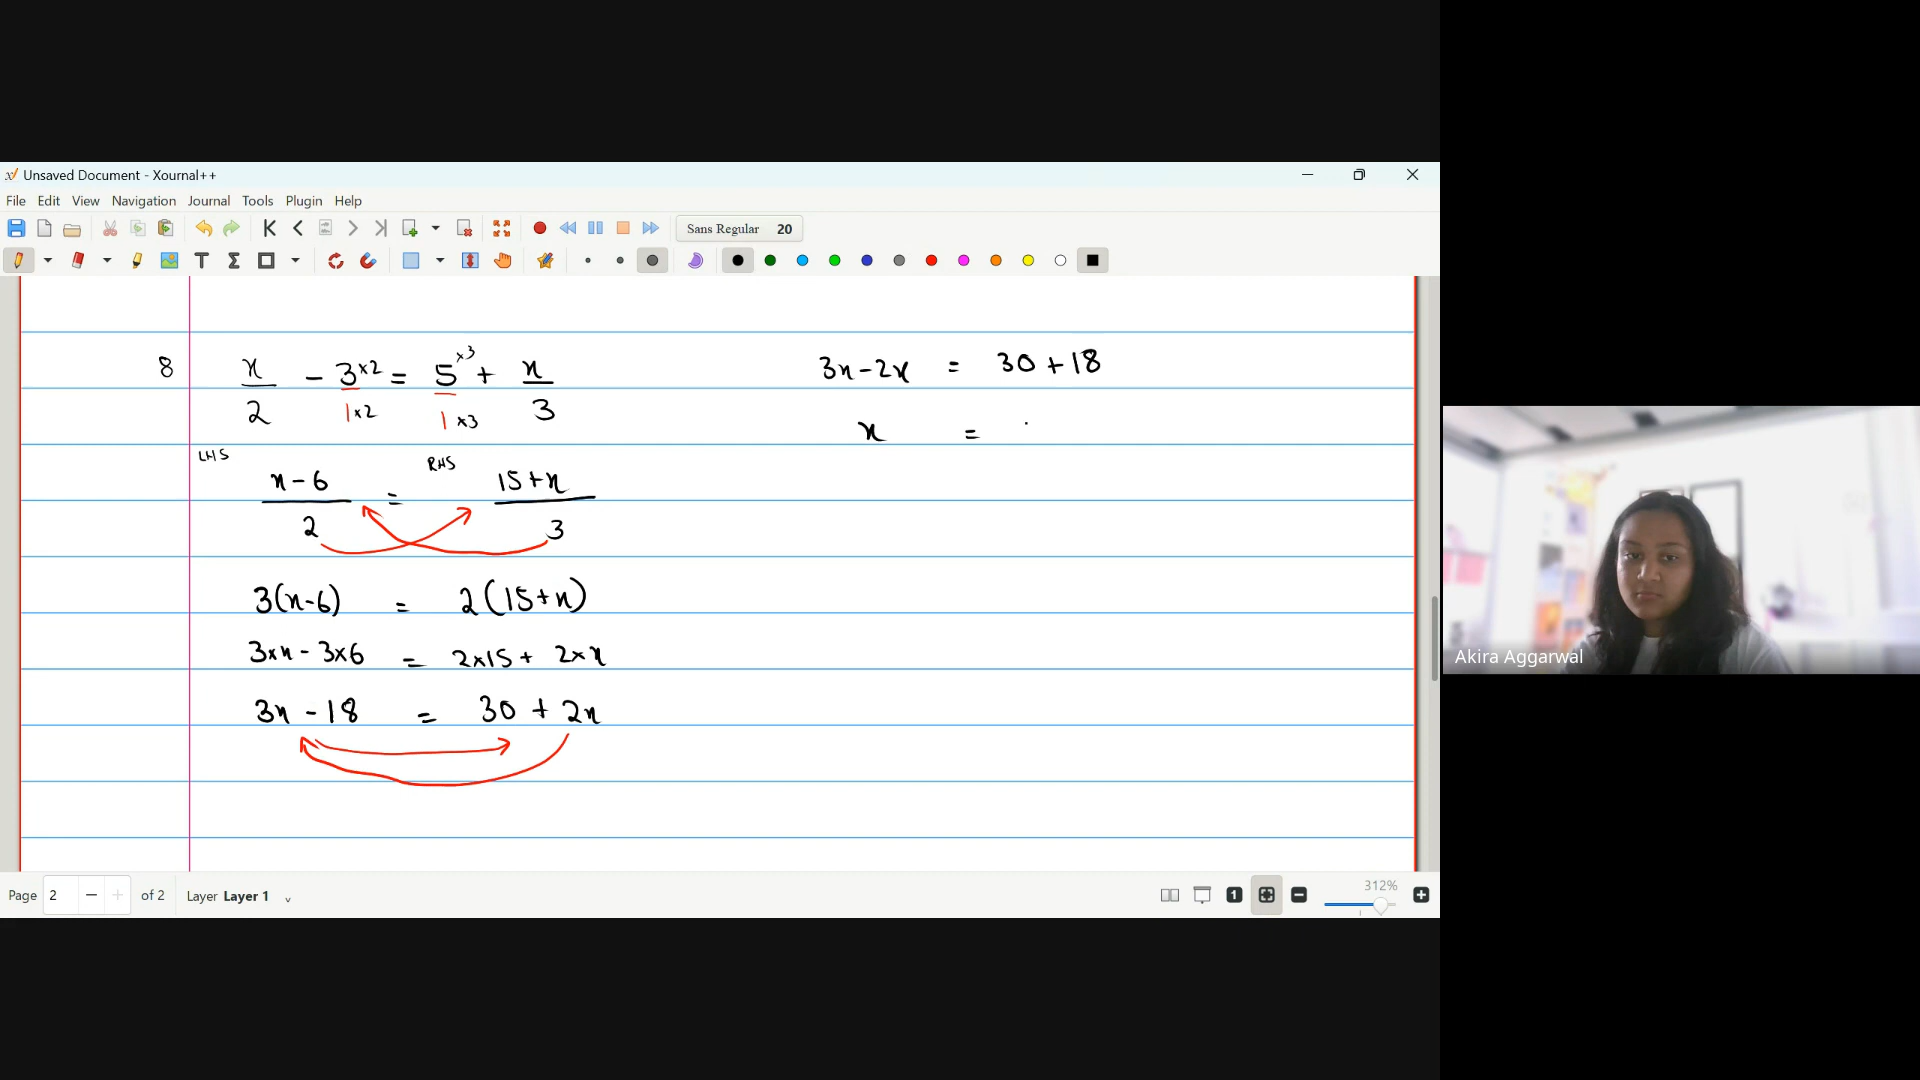 Unsaved Document - Xournal++
File Edit View Navigation Journal Tools Plugin Help
Sans Regular 20
8
x/2 - 3/1 ×2 ×2 = 5/1 ×3 ×3 + x/3
LHS RHS
x-6/2 = 15+x/3
3(x-6) = 2(15+x)
3×x - 3×6 = 2×15 + 2×x
3x - 18 = 30 + 2x
3x-2x = 30+18
x =
Akira Aggarwal
Page 2 of 2 Layer Layer 1
1
312%